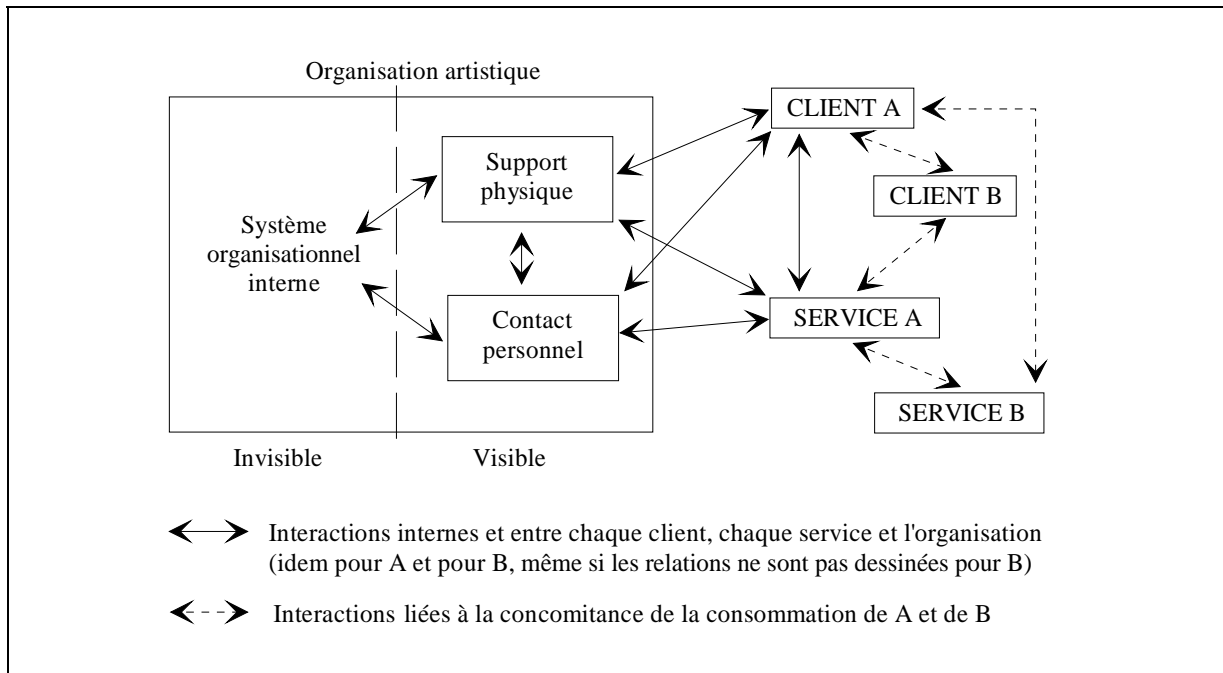 Organisation artistique
CLIENT A
Support
physique
CLIENT B
Système
organisationnel
interne
Contact
personnel
SERVICE A
SERVICE B
Invisible
Visible
Interactions internes et entre chaque client, chaque service et l'organisation
(idem pour A et pour B, même si les relations ne sont pas dessinées pour B)
Interactions liées à la concomitance de la consommation de A et de B